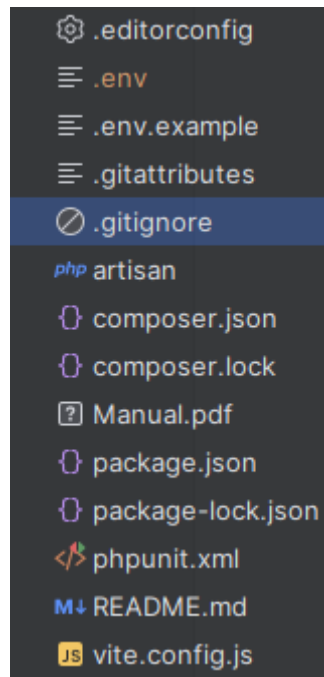 .editorconfig
.env
.env.example
.gitattributes
.gitignore
php artisan
{} composer.json
{} composer.lock
? Manual.pdf
{} package.json
{} package-lock.json
</> phpunit.xml
M↓ README.md
JS vite.config.js